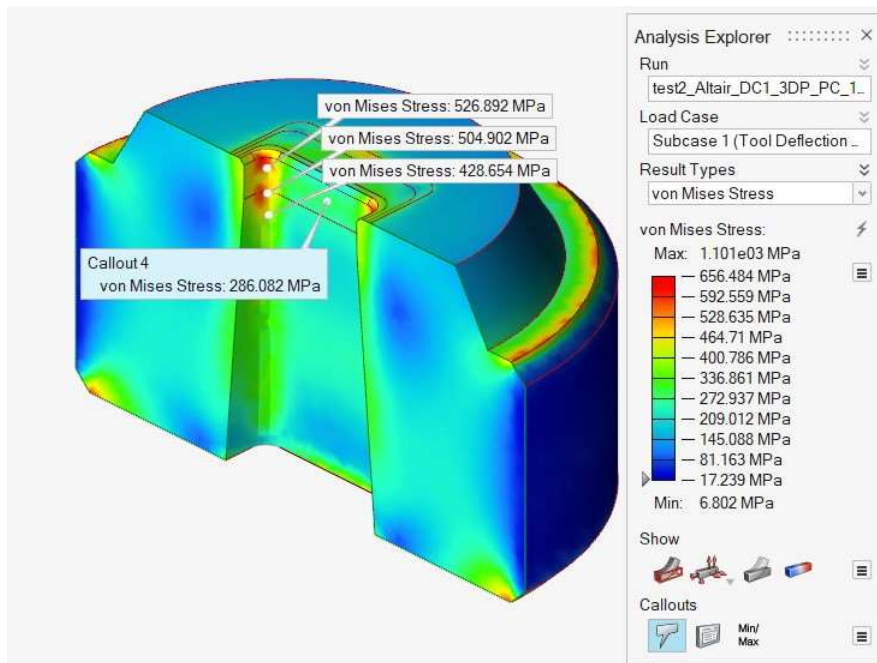 von Mises Stress: 526.892 MPa
von Mises Stress: 504.902 MPa
von Mises Stress: 428.654 MPa
Callout 4
von Mises Stress: 286.082 MPa
Analysis Explorer
Run
test2_Altair_DC1_3DP_PC_1...
Load Case
Subcase 1 (Tool Deflection ...
Result Types
von Mises Stress
von Mises Stress:
Max: 1.101e03 MPa
656.484 MPa
592.559 MPa
528.635 MPa
464.71 MPa
400.786 MPa
336.861 MPa
272.937 MPa
209.012 MPa
145.088 MPa
81.163 MPa
17.239 MPa
Min: 6.802 MPa
Show
Callouts
Min/
Max